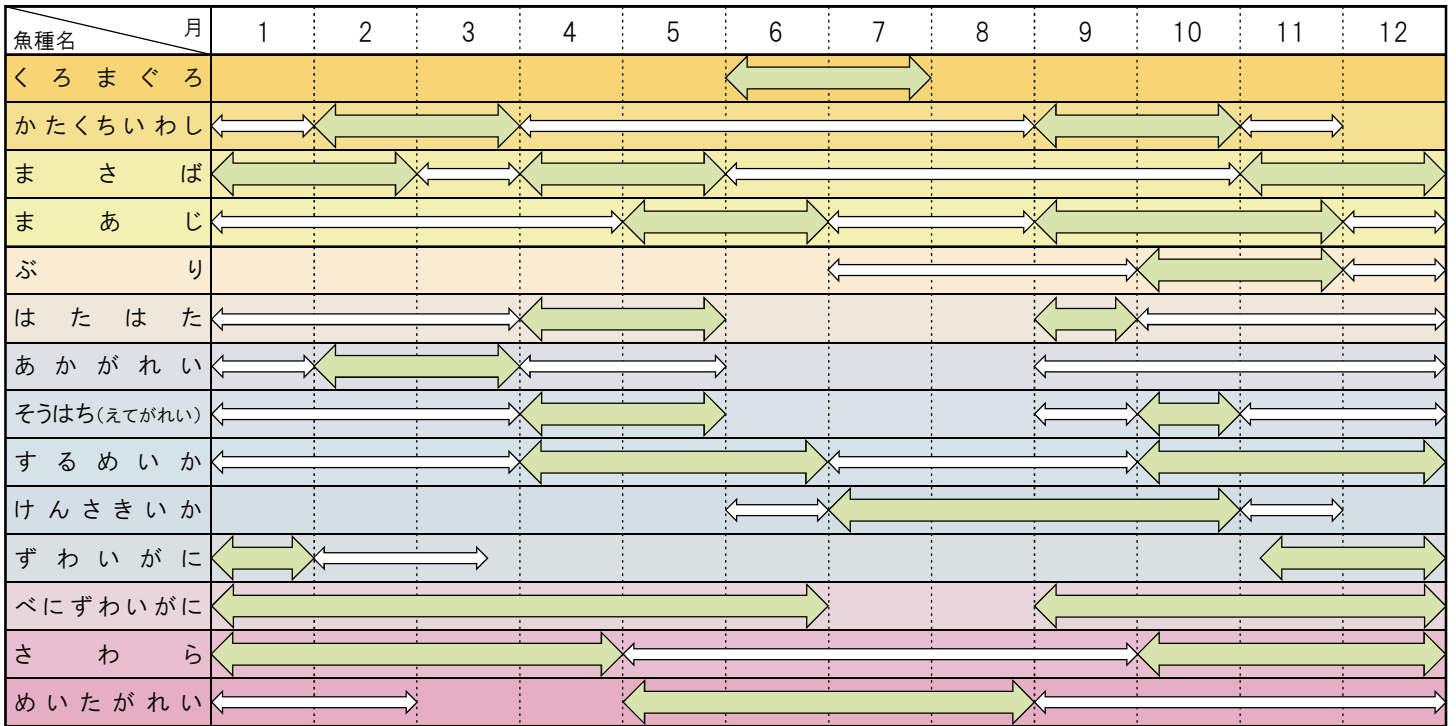 魚種名 月 1 2 3 4 5 6 7 8 9 10 11 12
くろまぐろ
かたくちいわし
まさば
まあじ
ぶり
はたはた
あかがれい
そうはち(えてがれい)
するめいか
けんさきいか
ずわいがに
べにずわいがに
さわら
めいたがれい